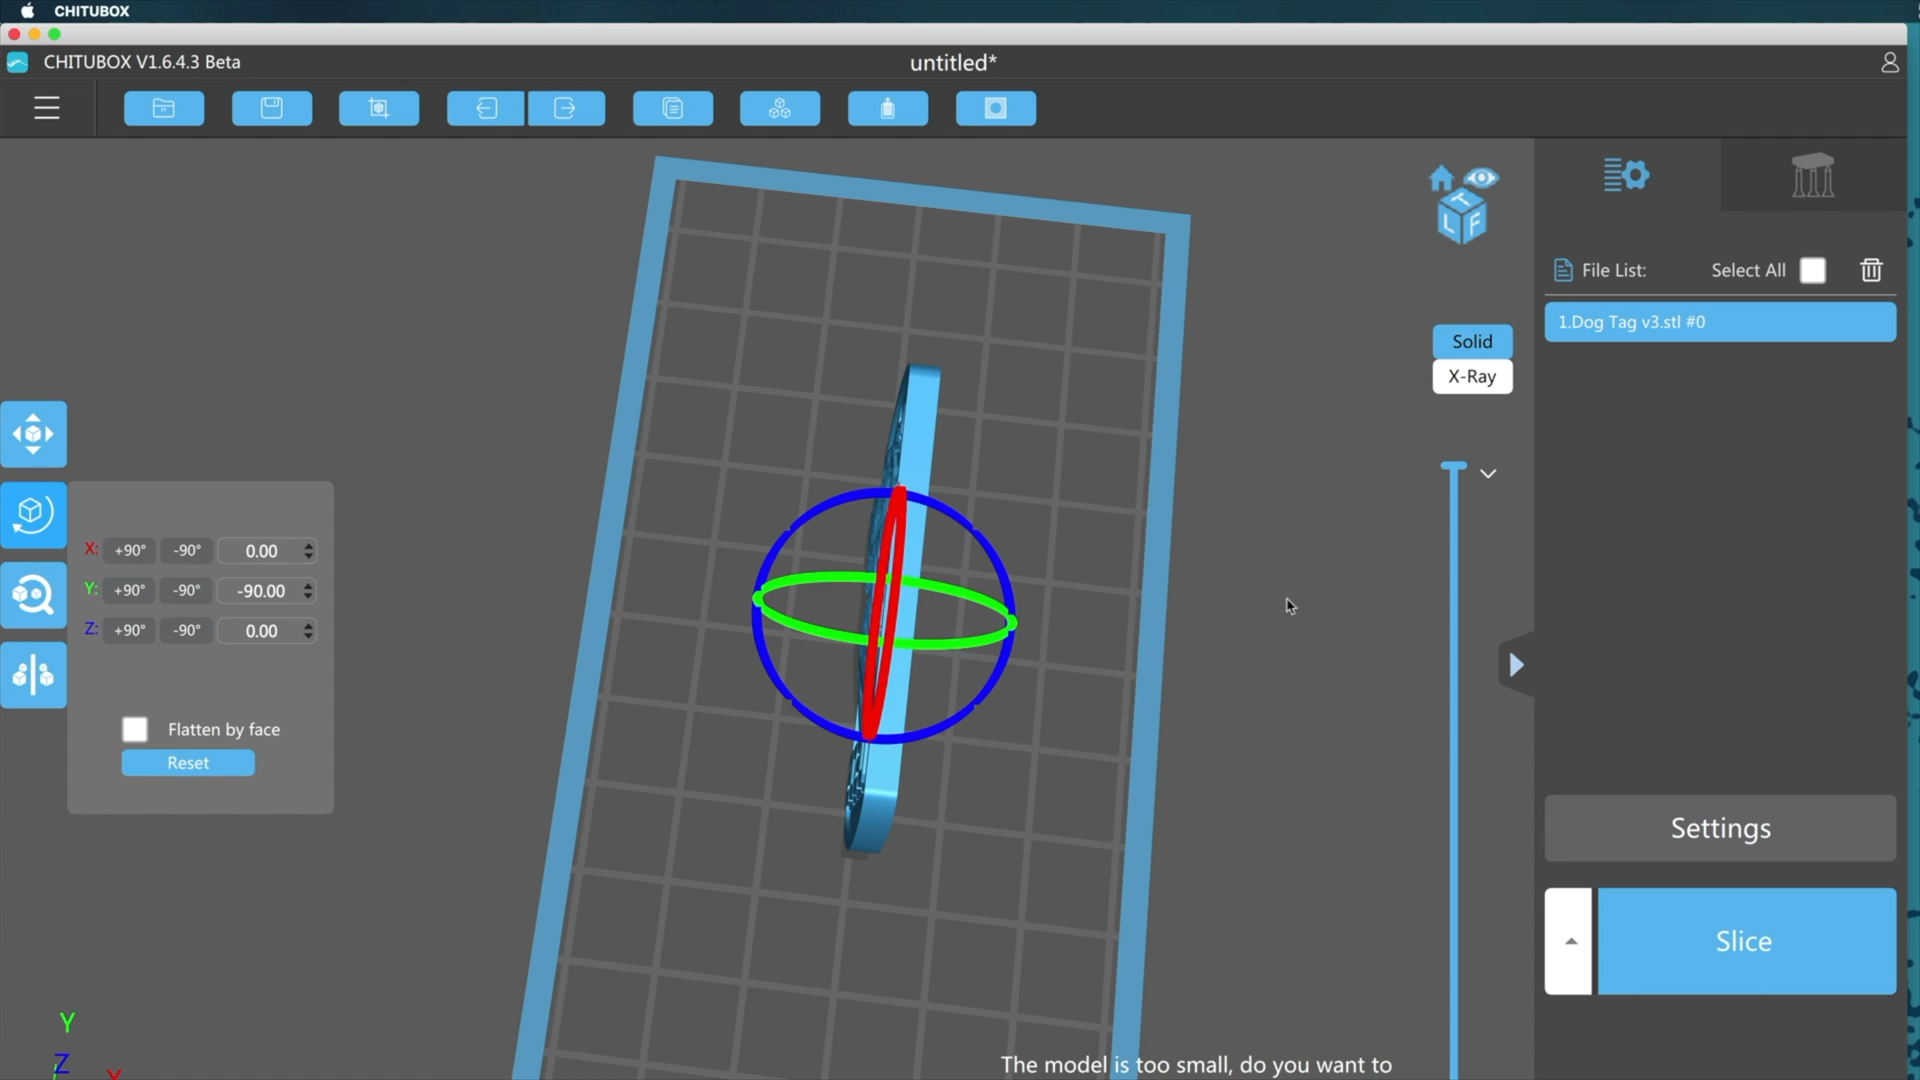 CHITUBOX
CHITUBOX V1.6.4.3 Beta
untitled*
T
L F
File List:
Select All
1.Dog Tag v3.stl #0
Solid
X-Ray
X: +90° -90° 0.00
Y: +90° -90° -90.00
Z: +90° -90° 0.00
Flatten by face
Reset
Settings
Slice
Y
Z
X
The model is too small, do you want to